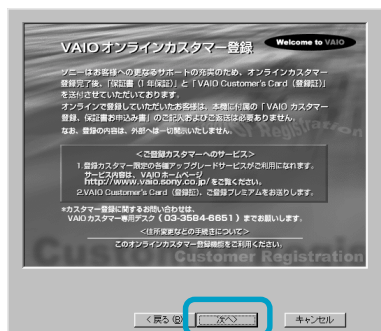 VAIOオンラインカスタマー登録
Welcome to VAIO
ソニーはお客様への更なるサポートの充実のため、オンラインカスタマー
登録完了後、「保証書(1年保証)」と「VAIO Customer's Card(登録証)」
を送付させていただいております。
オンラインで登録していただいたお客様は、本機に付属の「VAIOカスタマー
登録、保証書お申込み書」のご記入およびご返送は必要ありません。
なお、登録の内容は、外部へは一切開示いたしません。
Registration
<ご登録カスタマーへのサービス>
1.登録カスタマー限定の各種アップグレードサービスがご利用になれます。
サービス内容は、VAIOホームページ
http://www.vaio.sony.co.jp/をご覧ください。
2.VAIO Customer's Card(登録証)、ご登録プレミアムをお送りします。
*カスタマー登録に関するお問い合わせは、
VAIOカスタマー専用デスク(03-3584-6651)までお願いします。
<住所変更などの手続きについて>
このオンラインカスタマー登録機能をご利用ください。
Customer Registration
<戻る(B)
次へ>
キャンセル